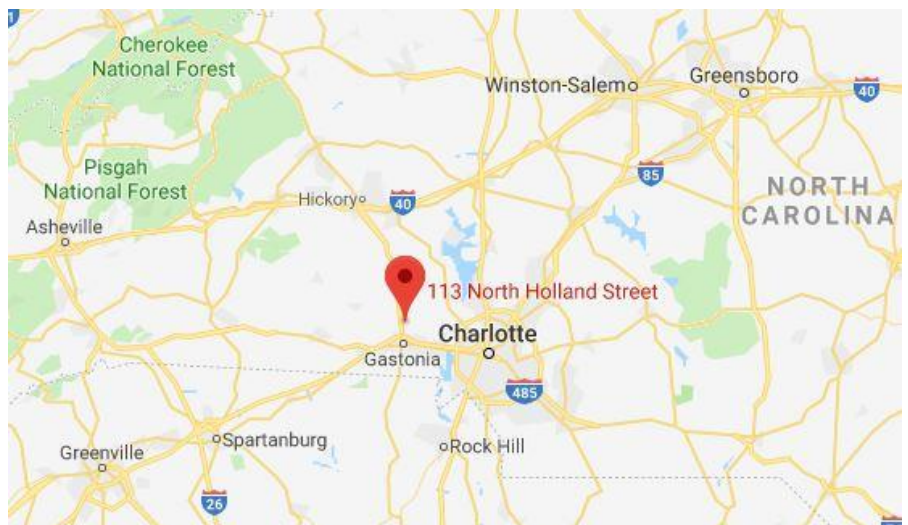 Cherokee
National Forest
Winston-Salem
Greensboro
40
85
Pisgah
National Forest
Hickory
40
NORTH
CAROLINA
Asheville
113 North Holland Street
Charlotte
Gastonia
485
Spartanburg
Rock Hill
Greenville
26